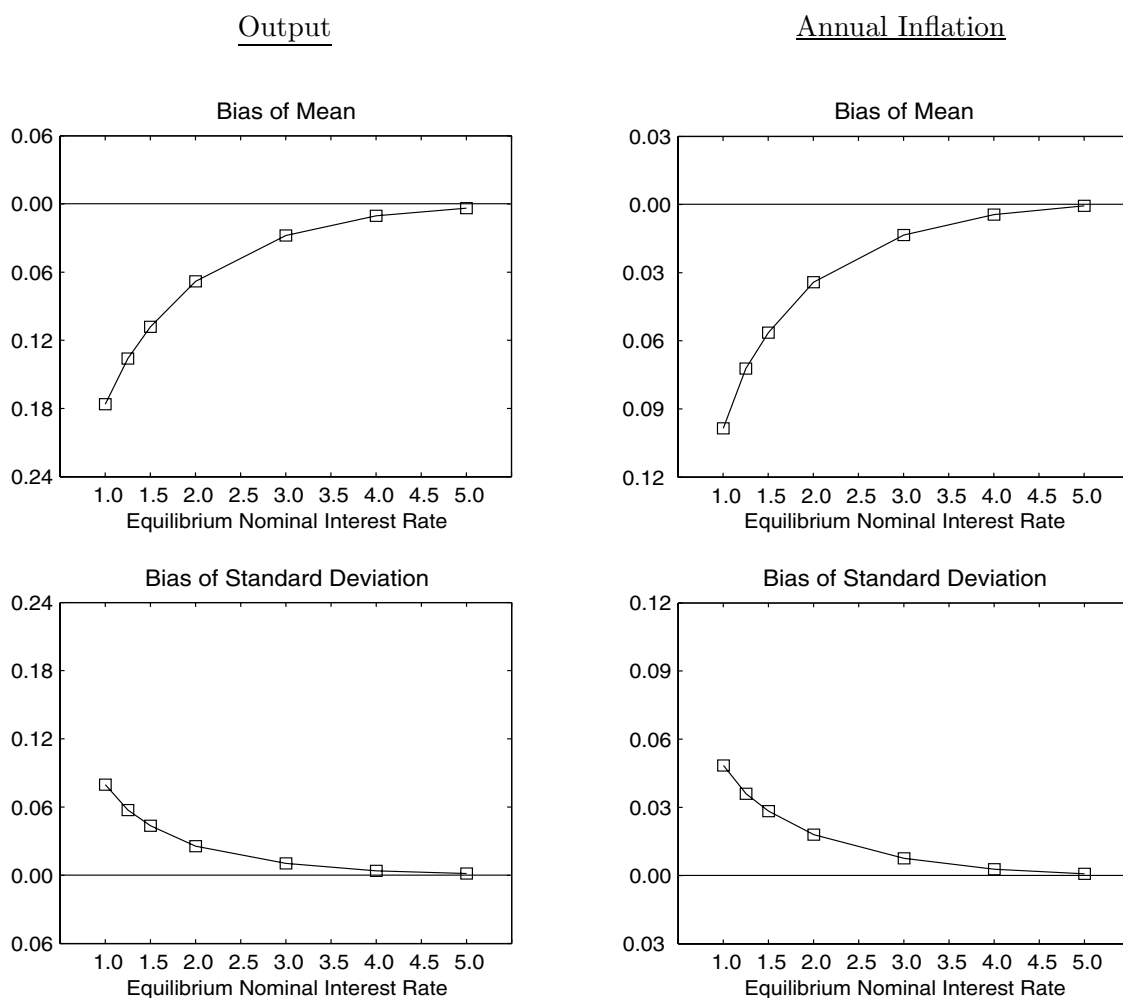 Output
Annual Inflation
Bias of Mean
0.06
0.00
0.06
0.12
0.18
0.24
1.0 1.5 2.0 2.5 3.0 3.5 4.0 4.5 5.0
Equilibrium Nominal Interest Rate
Bias of Mean
0.03
0.00
0.03
0.06
0.09
0.12
1.0 1.5 2.0 2.5 3.0 3.5 4.0 4.5 5.0
Equilibrium Nominal Interest Rate
Bias of Standard Deviation
0.24
0.18
0.12
0.06
0.00
0.06
1.0 1.5 2.0 2.5 3.0 3.5 4.0 4.5 5.0
Equilibrium Nominal Interest Rate
Bias of Standard Deviation
0.12
0.09
0.06
0.03
0.00
0.03
1.0 1.5 2.0 2.5 3.0 3.5 4.0 4.5 5.0
Equilibrium Nominal Interest Rate